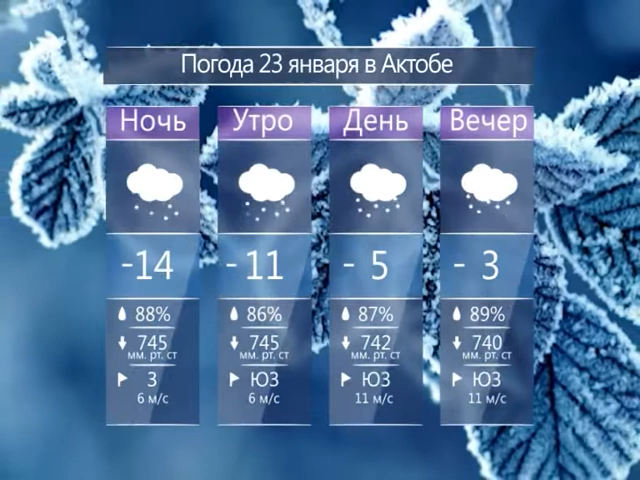 Погода 23 января в Актобе
Ночь Утро День Вечер
-14 -11 -5 -3
88% 86% 87% 89%
745 745 742 740
мм. рт. ст мм. рт. ст мм. рт. ст мм. рт. ст
З ЮЗ ЮЗ ЮЗ
6 м/с 6 м/с 11 м/с 11 м/с